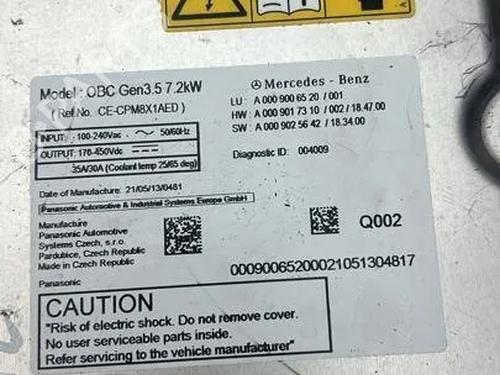 Model : OBC Gen3.5 7.2kW
( Ref.No. CE-CPM8X1AED )
INPUT: 100-240Vac 50/60Hz
OUTPUT: 170-450Vdc
35A/30A (Coolant temp 25/65 deg)
Mercedes - Benz
LU : A 000 900 65 20 /001
HW : A 000 901 73 10 / 002 / 18.47.00
SW : A 000 902 56 42 / 18.34.00
Diagnostic ID : 004009
Date of Manufacture: 21/05/13/0481
Panasonic Automotive & Industrial Systems Europe GmbH
Manufacture
Panasonic Automotive
Systems Czech, s.r.o.
Pardubice, Czech Republic
Made in Czech Republic
Panasonic
Q002
00090065200021051304817
CAUTION
"Risk of electric shock. Do not remove cover.
No user serviceable parts inside.
Refer servicing to the vehicle manufacturer"